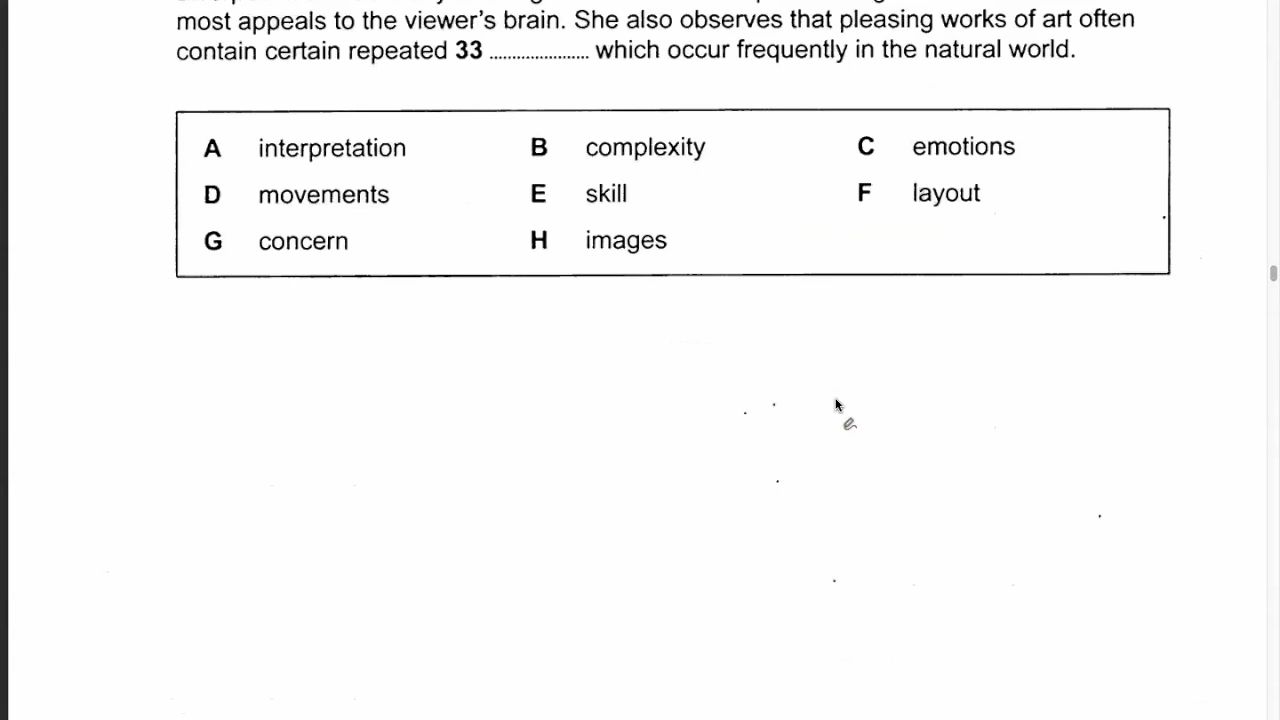 most appeals to the viewer's brain. She also observes that pleasing works of art often
contain certain repeated 33 ...................... which occur frequently in the natural world.
A interpretation B complexity C emotions
D movements E skill F layout
G concern H images